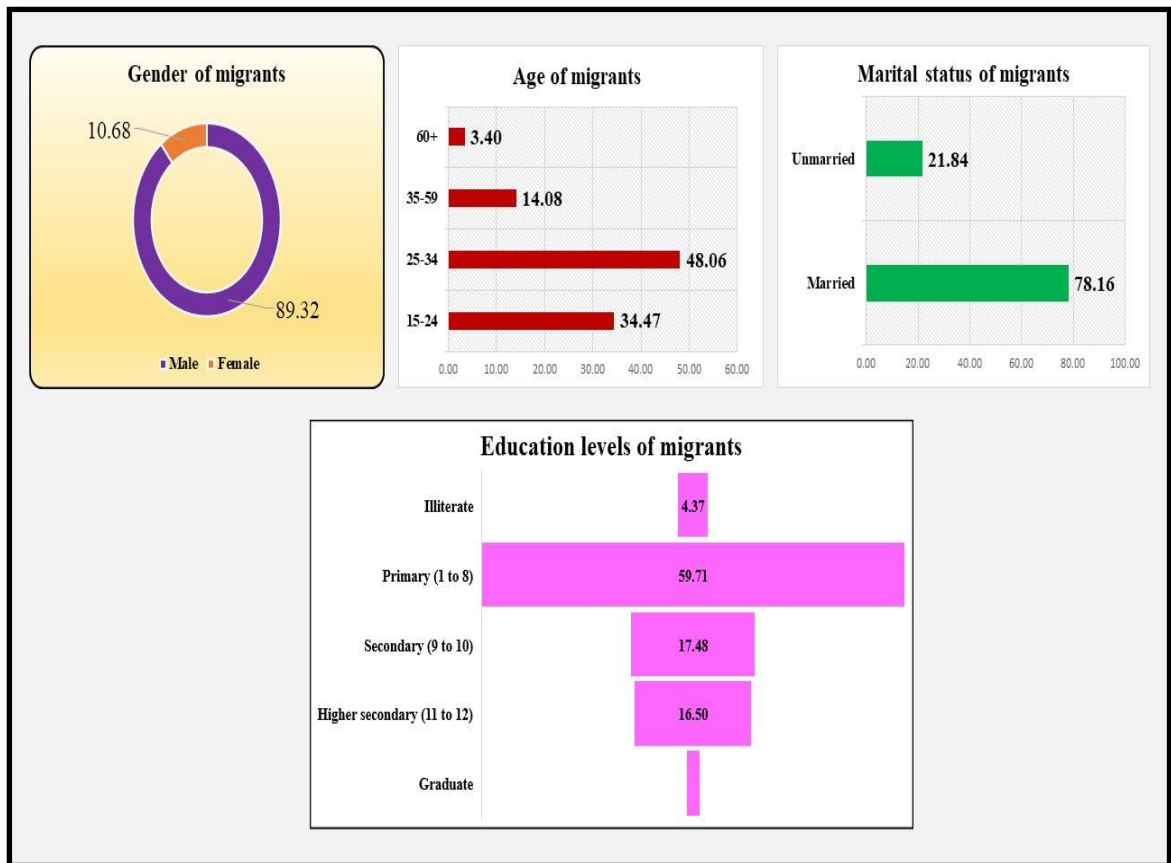 Gender of migrants
10.68
89.32
Male Female
Age of migrants
60+ 3.40
35-59 14.08
25-34 48.06
15-24 34.47
0.00 10.00 20.00 30.00 40.00 50.00 60.00
Marital status of migrants
Unmarried 21.84
Married 78.16
0.00 20.00 40.00 60.00 80.00 100.00
Education levels of migrants
Illiterate 4.37
Primary (1 to 8) 59.71
Secondary (9 to 10) 17.48
Higher secondary (11 to 12) 16.50
Graduate